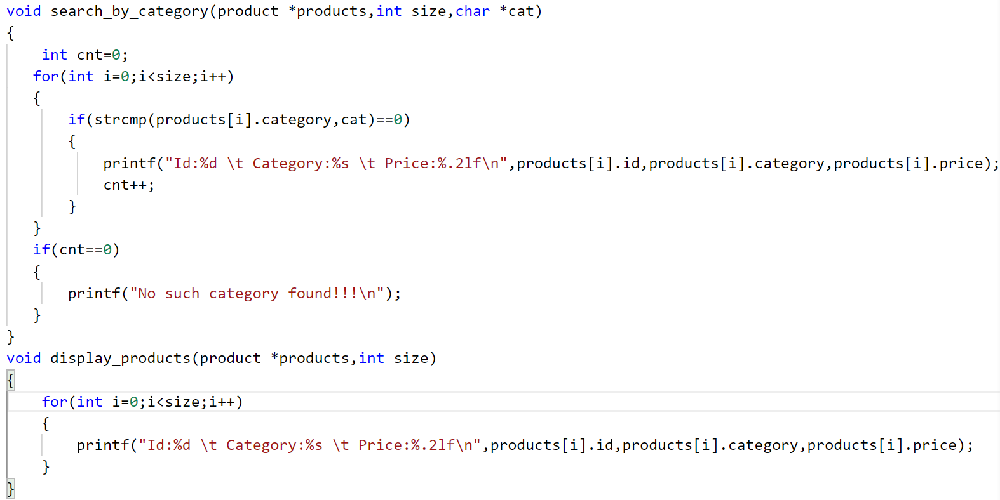 void search_by_category(product *products,int size,char *cat)
{
     int cnt=0;
    for(int i=0;i<size;i++)
    {
        if(strcmp(products[i].category,cat)==0)
        {
            printf("Id:%d \t Category:%s \t Price:%.2lf\n",products[i].id,products[i].category,products[i].price);
            cnt++;
        }
    }
    if(cnt==0)
    {
        printf("No such category found!!!\n");
    }
}
void display_products(product *products,int size)
{
    for(int i=0;i<size;i++)
    {
        printf("Id:%d \t Category:%s \t Price:%.2lf\n",products[i].id,products[i].category,products[i].price);
    }
}